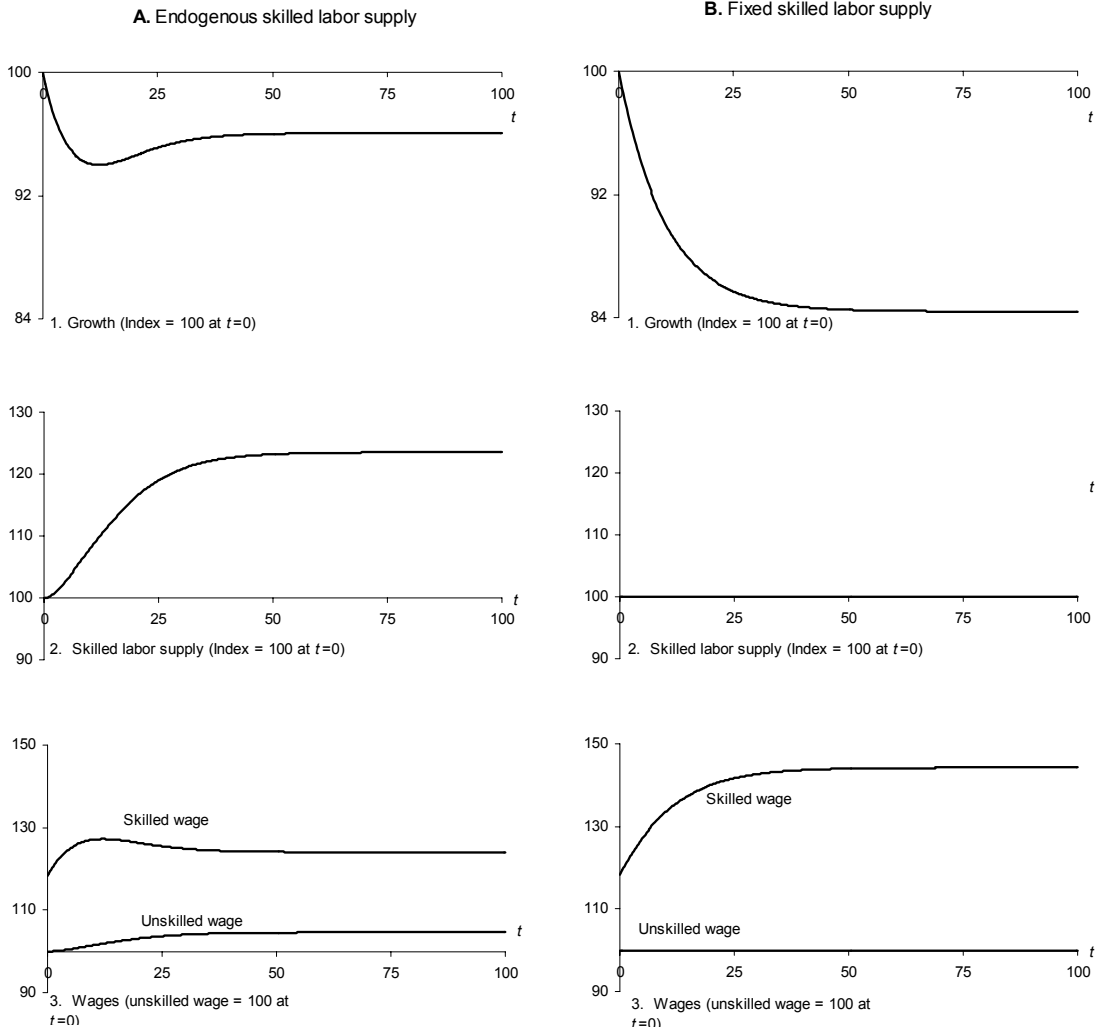 A. Endogenous skilled labor supply
100
92
84
0
25
50
75
100
t
1. Growth (Index = 100 at t=0)
130
120
110
100
90
0
25
50
75
100
t
2. Skilled labor supply (Index = 100 at t=0)
150
130
110
90
Skilled wage
Unskilled wage
0
25
50
75
100
t
3. Wages (unskilled wage = 100 at
t=0)
B. Fixed skilled labor supply
100
92
84
0
25
50
75
100
t
1. Growth (Index = 100 at t=0)
130
120
110
100
90
0
25
50
75
100
t
2. Skilled labor supply (Index = 100 at t=0)
150
130
110
90
Skilled wage
Unskilled wage
0
25
50
75
100
t
3. Wages (unskilled wage = 100 at
t=0)